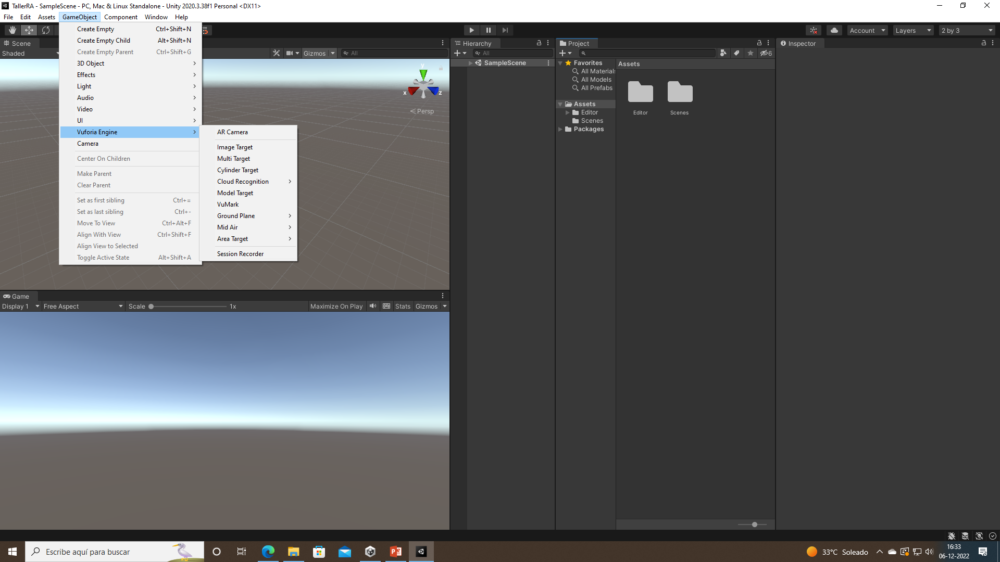 TallerRA - SampleScene - PC, Mac & Linux Standalone - Unity 2020.3.38f1 Personal <DX11>
File Edit Assets GameObject Component Window Help
Account Layers 2 by 3
Scene
Shaded Gizmos All
y
x z
Persp
Create Empty Ctrl+Shift+N
Create Empty Child Alt+Shift+N
Create Empty Parent Ctrl+Shift+G
3D Object
Effects
Light
Audio
Video
UI
Vuforia Engine
Camera
Center On Children
Make Parent
Clear Parent
Set as first sibling Ctrl+=
Set as last sibling Ctrl+-
Move To View Ctrl+Alt+F
Align With View Ctrl+Shift+F
Align View to Selected
Toggle Active State Alt+Shift+A
AR Camera
Image Target
Multi Target
Cylinder Target
Cloud Recognition
Model Target
VuMark
Ground Plane
Mid Air
Area Target
Session Recorder
Game
Display 1 Free Aspect Scale 1x Maximize On Play Stats Gizmos
Hierarchy
All
SampleScene
Project
6
Favorites
All Materials
All Models
All Prefabs
Assets
Editor
Scenes
Packages
Assets
Editor Scenes
Inspector
Escribe aquí para buscar
33°C Soleado
16:33
06-12-2022